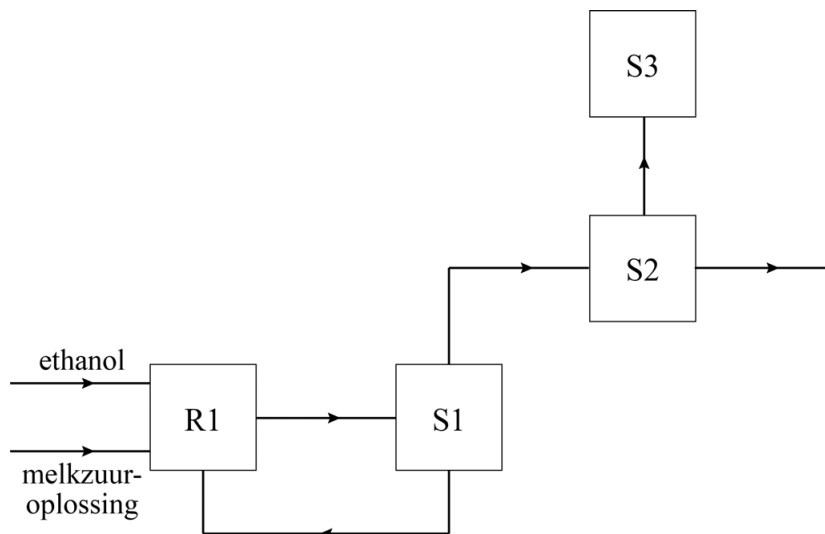 S3
S2
ethanol
R1
S1
melkzuur-
oplossing